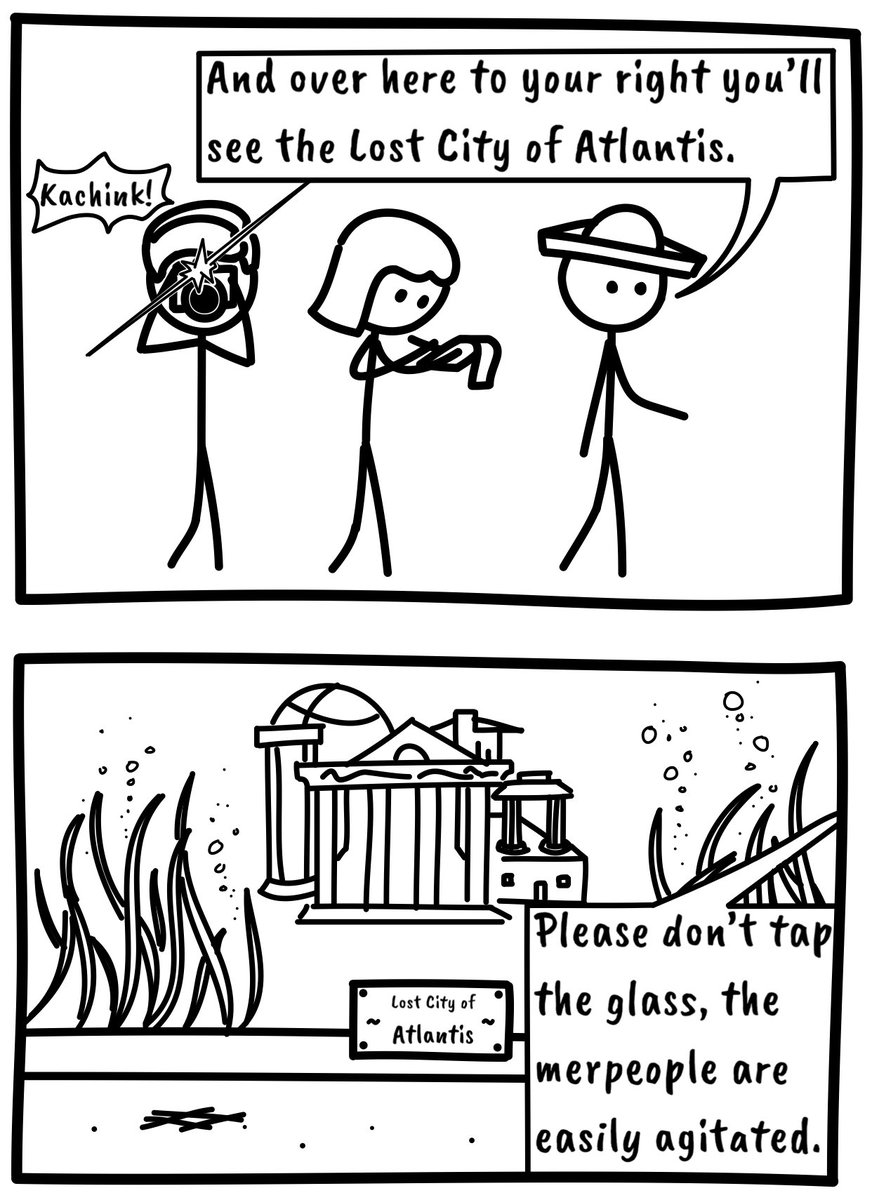 And over here to your right you'll
see the Lost City of Atlantis.
Kachink!
Lost City of
~ Atlantis ~
Please don't tap
the glass, the
merpeople are
easily agitated.